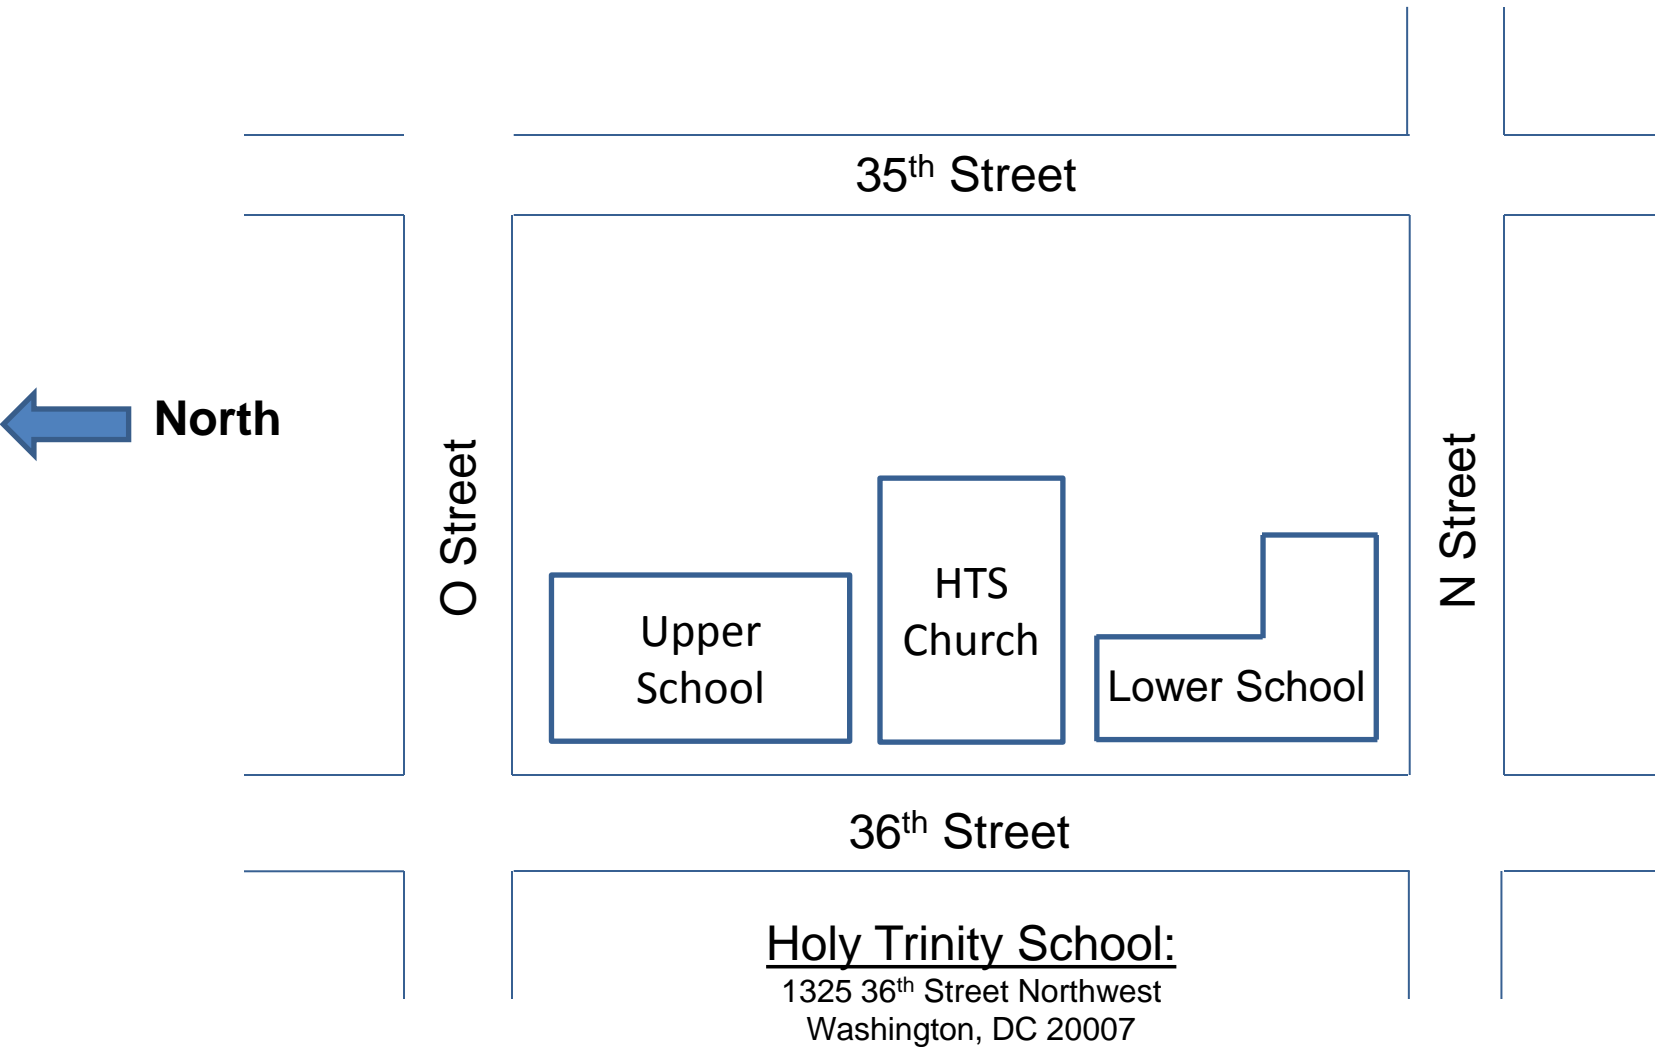 35th Street
North
O Street
N Street
HTS
Church
Upper
School
Lower School
36th Street
Holy Trinity School:
1325 36th Street Northwest
Washington, DC 20007